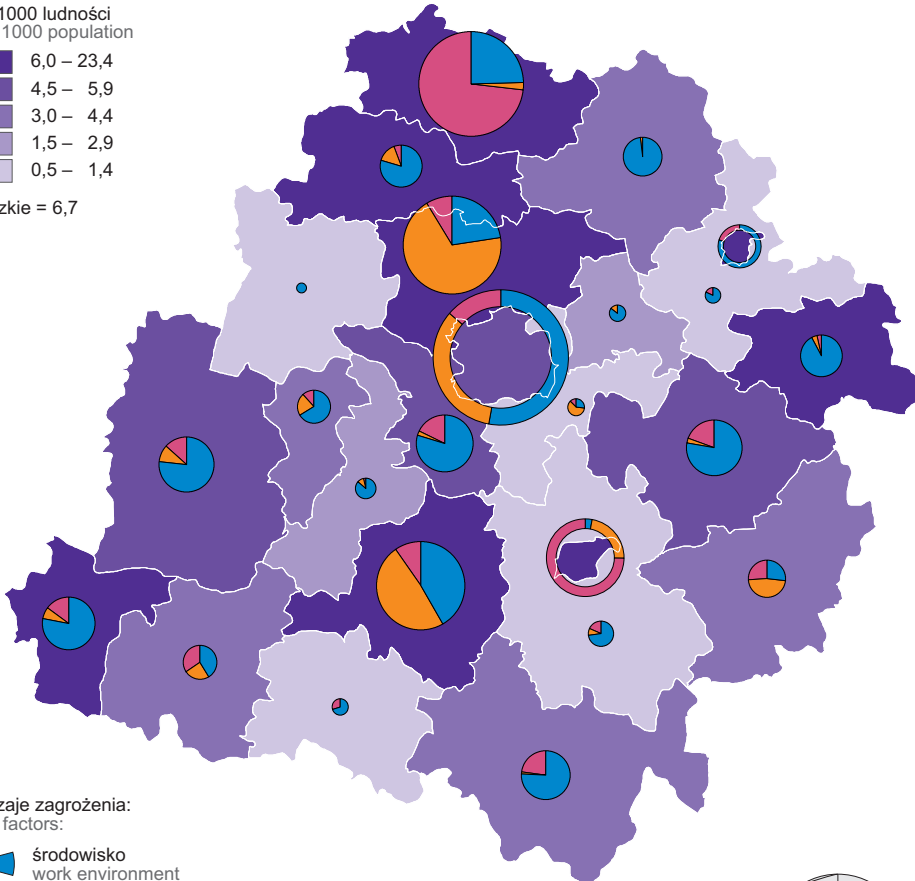 1000 ludności
1000 population
6,0 – 23,4
4,5 – 5,9
3,0 – 4,4
1,5 – 2,9
0,5 – 1,4
zkie = 6,7
zaje zagrożenia:
factors:
środowisko
work environment